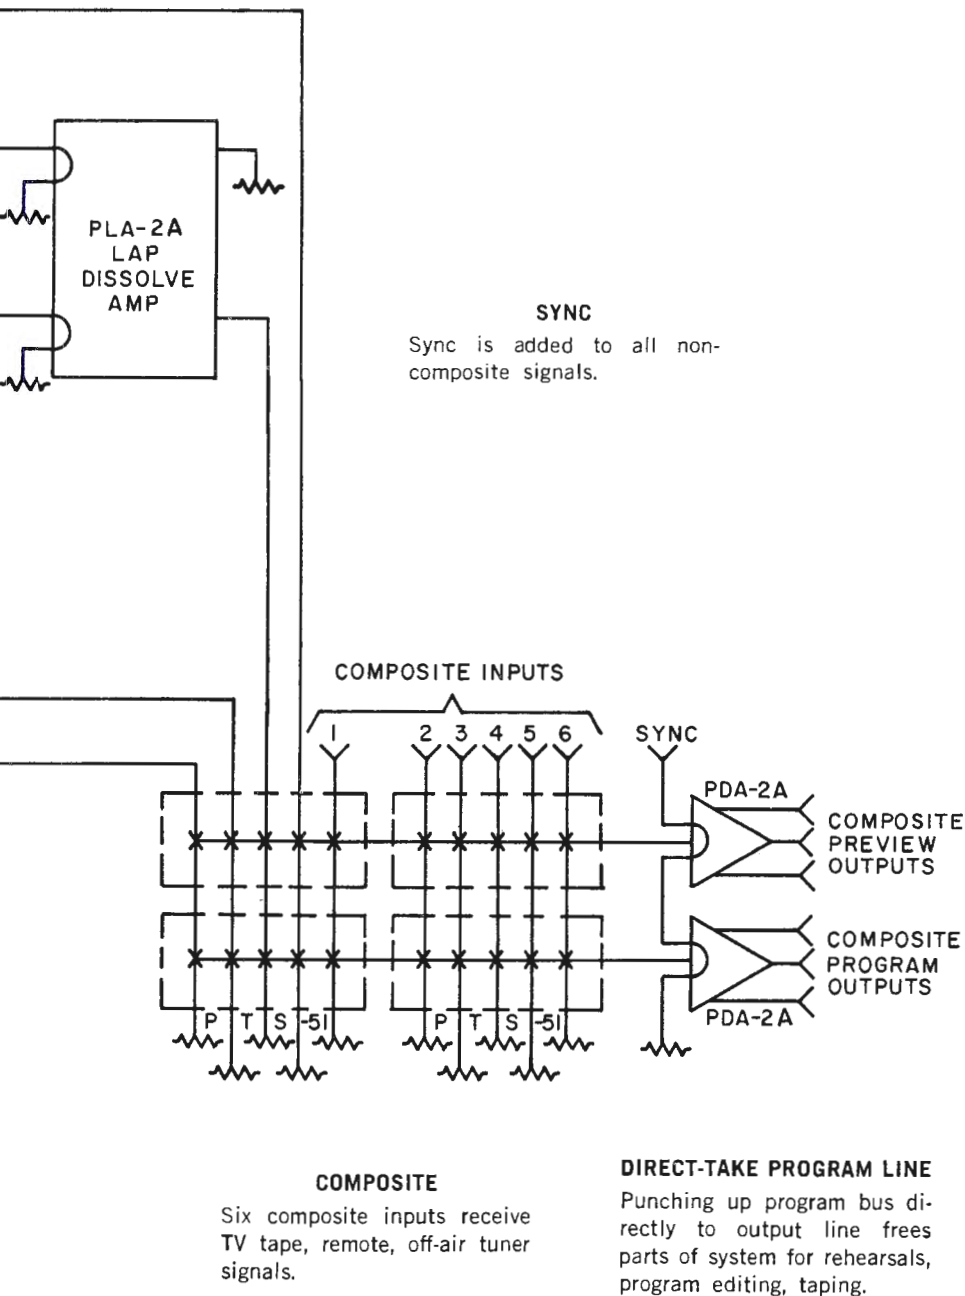 PLA-2A
LAP
DISSOLVE
AMP
SYNC
Sync is added to all non-
composite signals.
COMPOSITE INPUTS
1 2 3 4 5 6 SYNC
PDA-2A
COMPOSITE
PREVIEW
OUTPUTS
COMPOSITE
PROGRAM
OUTPUTS
PDA-2A
P T S -51 P T S -51
COMPOSITE
Six composite inputs receive
TV tape, remote, off-air tuner
signals.
DIRECT-TAKE PROGRAM LINE
Punching up program bus di-
rectly to output line frees
parts of system for rehearsals,
program editing, taping.